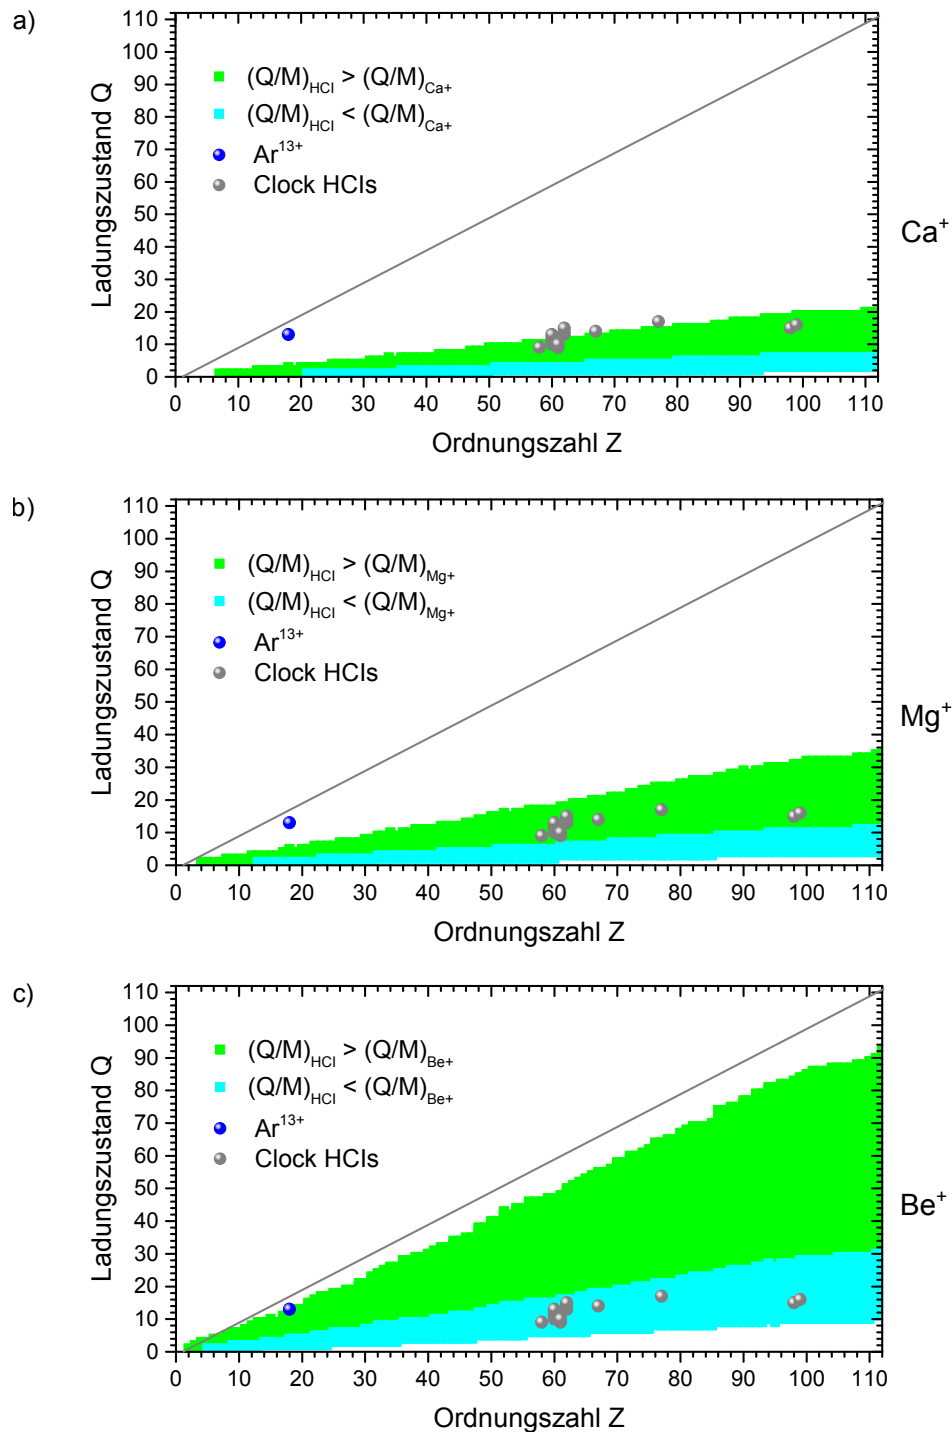 a)
110
100
90
80
70
60
50
40
30
20
10
0
Ladungszustand Q
(Q/M)HCI > (Q/M)Ca+
(Q/M)HCI < (Q/M)Ca+
Ar13+
Clock HCIs
Ca+
0 10 20 30 40 50 60 70 80 90 100 110
Ordnungszahl Z
b)
110
100
90
80
70
60
50
40
30
20
10
0
Ladungszustand Q
(Q/M)HCI > (Q/M)Mg+
(Q/M)HCI < (Q/M)Mg+
Ar13+
Clock HCIs
Mg+
0 10 20 30 40 50 60 70 80 90 100 110
Ordnungszahl Z
c)
110
100
90
80
70
60
50
40
30
20
10
0
Ladungszustand Q
(Q/M)HCI > (Q/M)Be+
(Q/M)HCI < (Q/M)Be+
Ar13+
Clock HCIs
Be+
0 10 20 30 40 50 60 70 80 90 100 110
Ordnungszahl Z